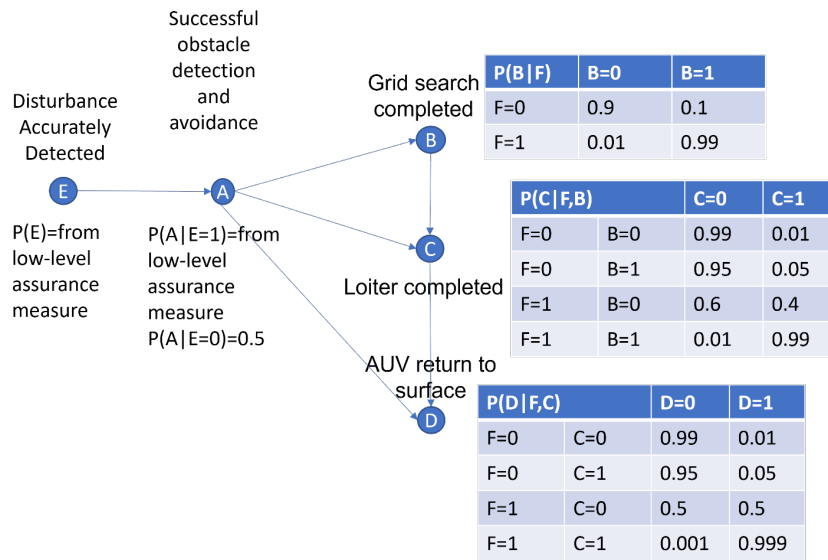 Successful
obstacle
detection
and
avoidance
Disturbance
Accurately
Detected
E
A
P(E)=from
low-level
assurance
measure
P(A|E=1)=from
low-level
assurance
measure
P(A|E=0)=0.5
Grid search
completed
B
C
Loiter completed
AUV return to
surface
D
P(B|F) B=0 B=1
F=0 0.9 0.1
F=1 0.01 0.99
P(C|F,B) C=0 C=1
F=0 B=0 0.99 0.01
F=0 B=1 0.95 0.05
F=1 B=0 0.6 0.4
F=1 B=1 0.01 0.99
P(D|F,C) D=0 D=1
F=0 C=0 0.99 0.01
F=0 C=1 0.95 0.05
F=1 C=0 0.5 0.5
F=1 C=1 0.001 0.999